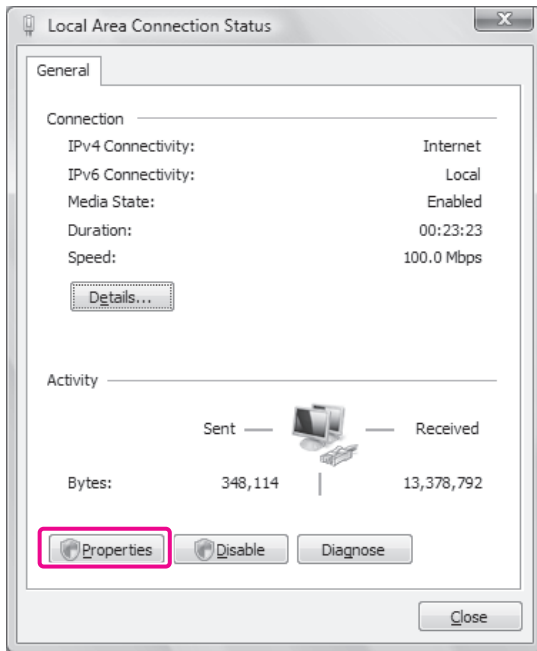 Local Area Connection Status
General
Connection
IPv4 Connectivity: Internet
IPv6 Connectivity: Local
Media State: Enabled
Duration: 00:23:23
Speed: 100.0 Mbps
Details...
Activity
Sent Received
Bytes: 348,114 13,378,792
Properties Disable Diagnose
Close